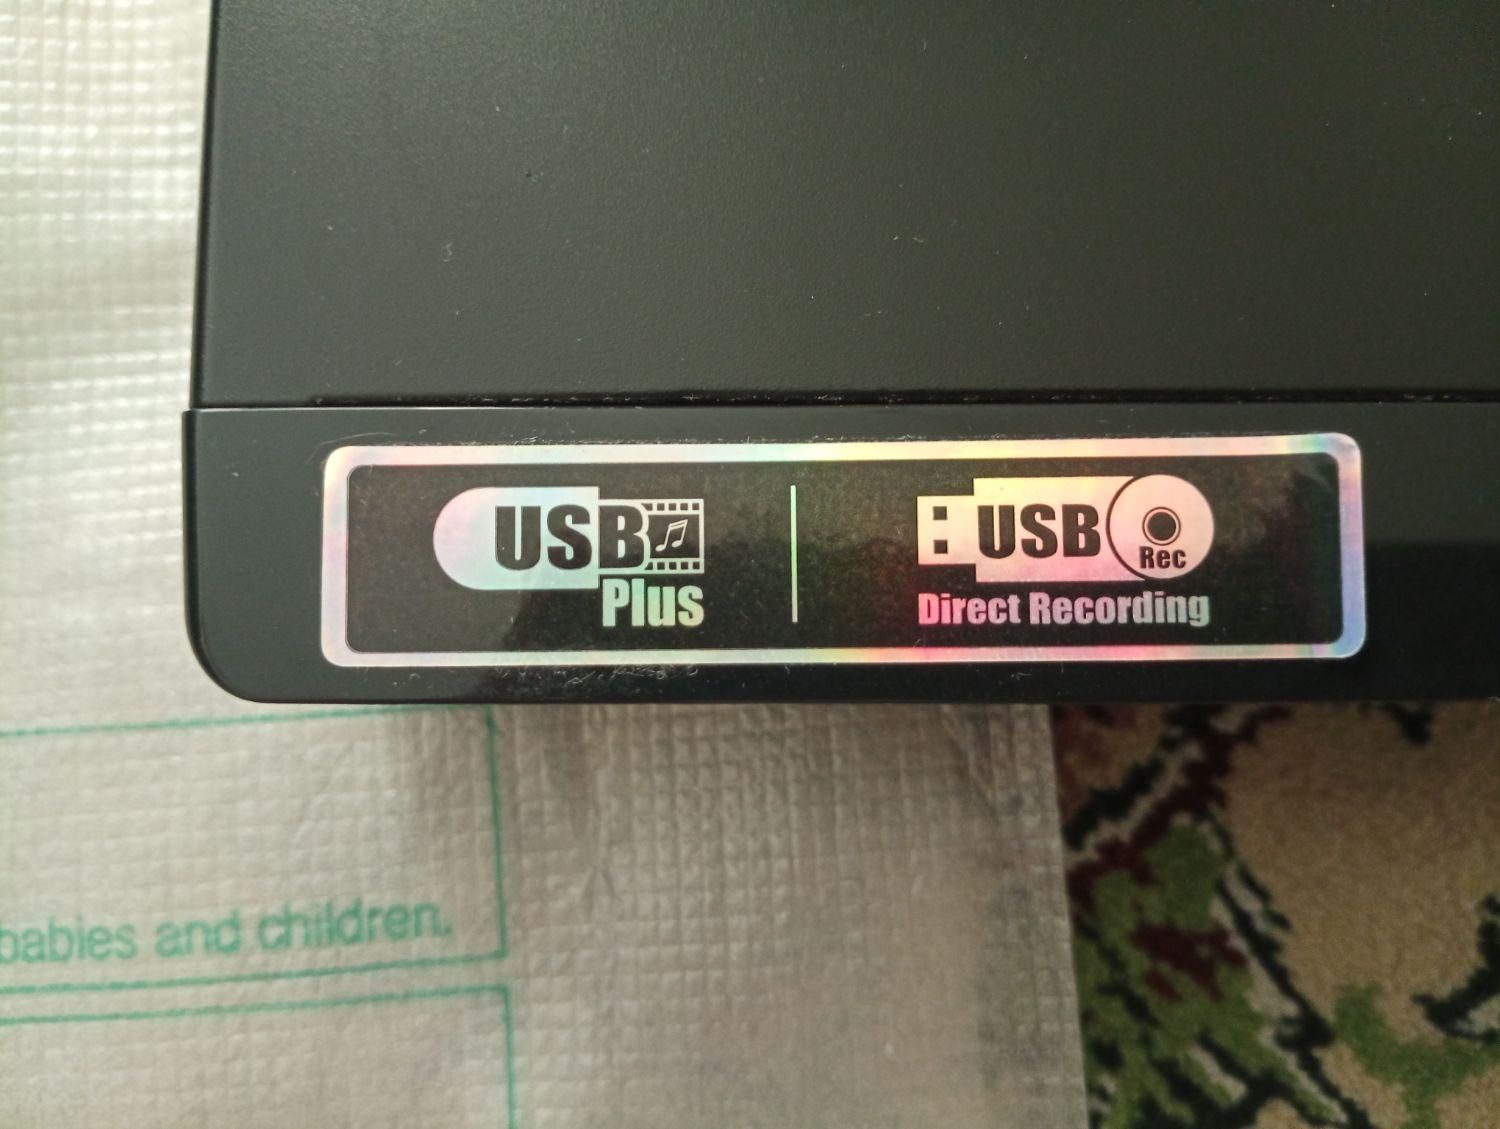 USB
Plus
USB
Rec
Direct Recording
babies and children.